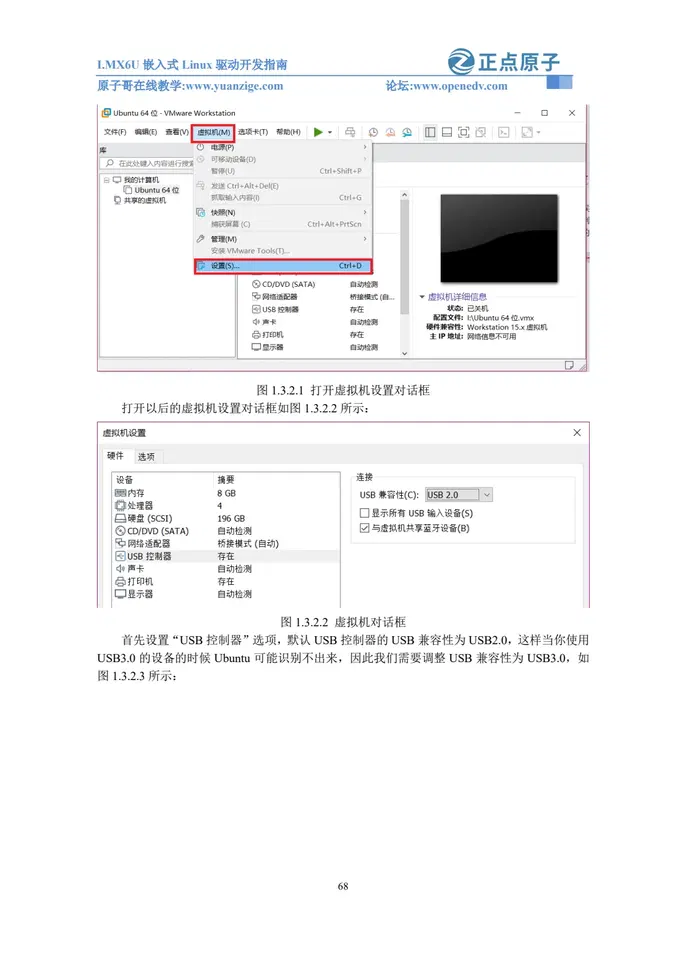 I.MX6U 嵌入式 Linux 驱动开发指南
正点原子
原子哥在线教学:www.yuanzige.com 论坛:www.openedv.com
Ubuntu 64 位 - VMware Workstation
文件(F) 编辑(E) 查看(V) 虚拟机(M) 选项卡(T) 帮助(H)
库
电源(P)
可移动设备(D)
在此处键入内容进行搜索
暂停(U) Ctrl+Shift+P
我的计算机
Ubuntu 64 位
共享的虚拟机
发送 Ctrl+Alt+Del(E)
抓取输入内容(I) Ctrl+G
快照(N)
捕获屏幕 (C) Ctrl+Alt+PrtScn
管理(M)
安装 VMware Tools(T)...
设置(S)... Ctrl+D
CD/DVD (SATA) 自动检测
网络适配器 桥接模式 (自...
USB 控制器 存在
声卡 自动检测
打印机 存在
显示器 自动检测
虚拟机详细信息
状态: 已关机
配置文件: I:\Ubuntu 64 位.vmx
硬件兼容性: Workstation 15.x 虚拟机
主 IP 地址: 网络信息不可用
图 1.3.2.1 打开虚拟机设置对话框
打开以后的虚拟机设置对话框如图 1.3.2.2 所示：
虚拟机设置
硬件 选项
设备 摘要
内存 8 GB
处理器 4
硬盘 (SCSI) 196 GB
CD/DVD (SATA) 自动检测
网络适配器 桥接模式 (自动)
USB 控制器 存在
声卡 自动检测
打印机 存在
显示器 自动检测
连接
USB 兼容性(C): USB 2.0
显示所有 USB 输入设备(S)
与虚拟机共享蓝牙设备(B)
图 1.3.2.2 虚拟机对话框
首先设置“USB 控制器”选项，默认 USB 控制器的 USB 兼容性为 USB2.0，这样当你使用
USB3.0 的设备的时候 Ubuntu 可能识别不出来，因此我们需要调整 USB 兼容性为 USB3.0，如
图 1.3.2.3 所示：
68